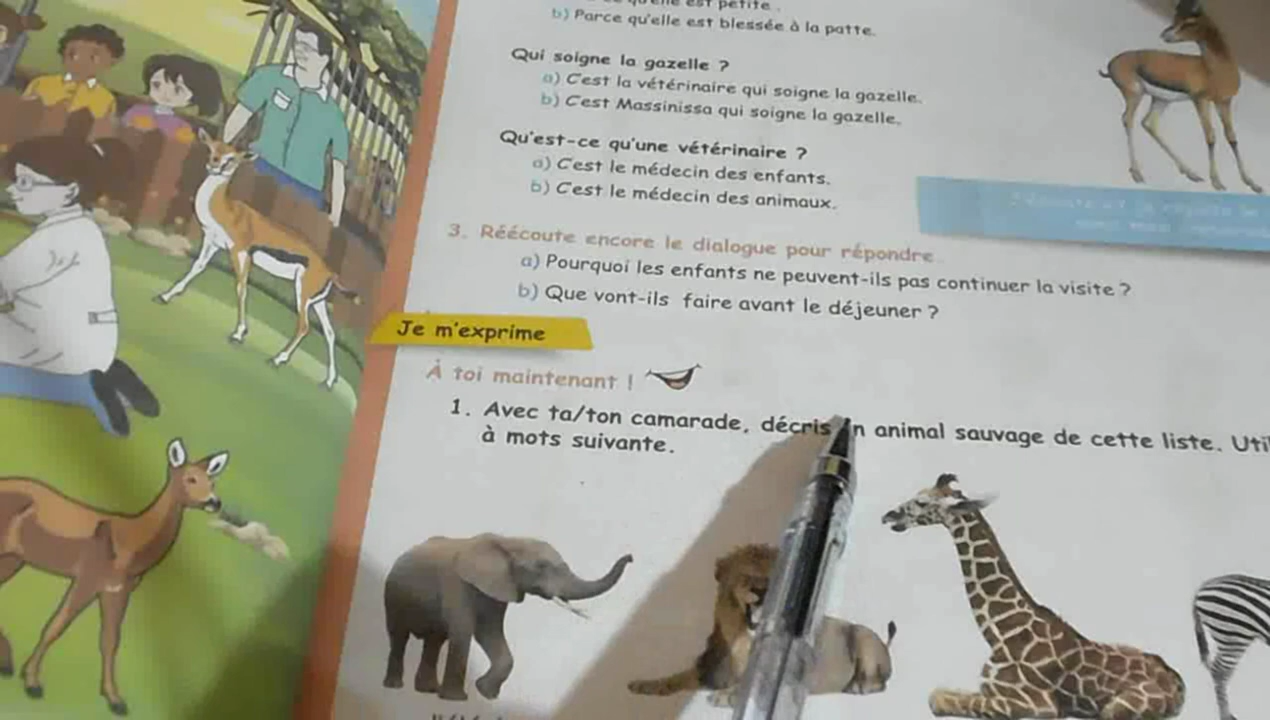 est petite.
b) Parce qu'elle est blessée à la patte.
Qui soigne la gazelle ?
a) C'est la vétérinaire qui soigne la gazelle.
b) C'est Massinissa qui soigne la gazelle.
Qu'est-ce qu'une vétérinaire ?
a) C'est le médecin des enfants.
b) C'est le médecin des animaux.
3. Réécoute encore le dialogue pour répondre
a) Pourquoi les enfants ne peuvent-ils pas continuer la visite ?
b) Que vont-ils faire avant le déjeuner ?
Je m'exprime
À toi maintenant !
1. Avec ta/ton camarade, décris n animal sauvage de cette liste. Uti
à mots suivante.